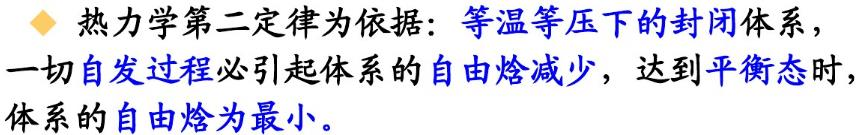 ◆ 热力学第二定律为依据：等温等压下的封闭体系，
一切自发过程必引起体系的自由焓减少，达到平衡态时，
体系的自由焓为最小。